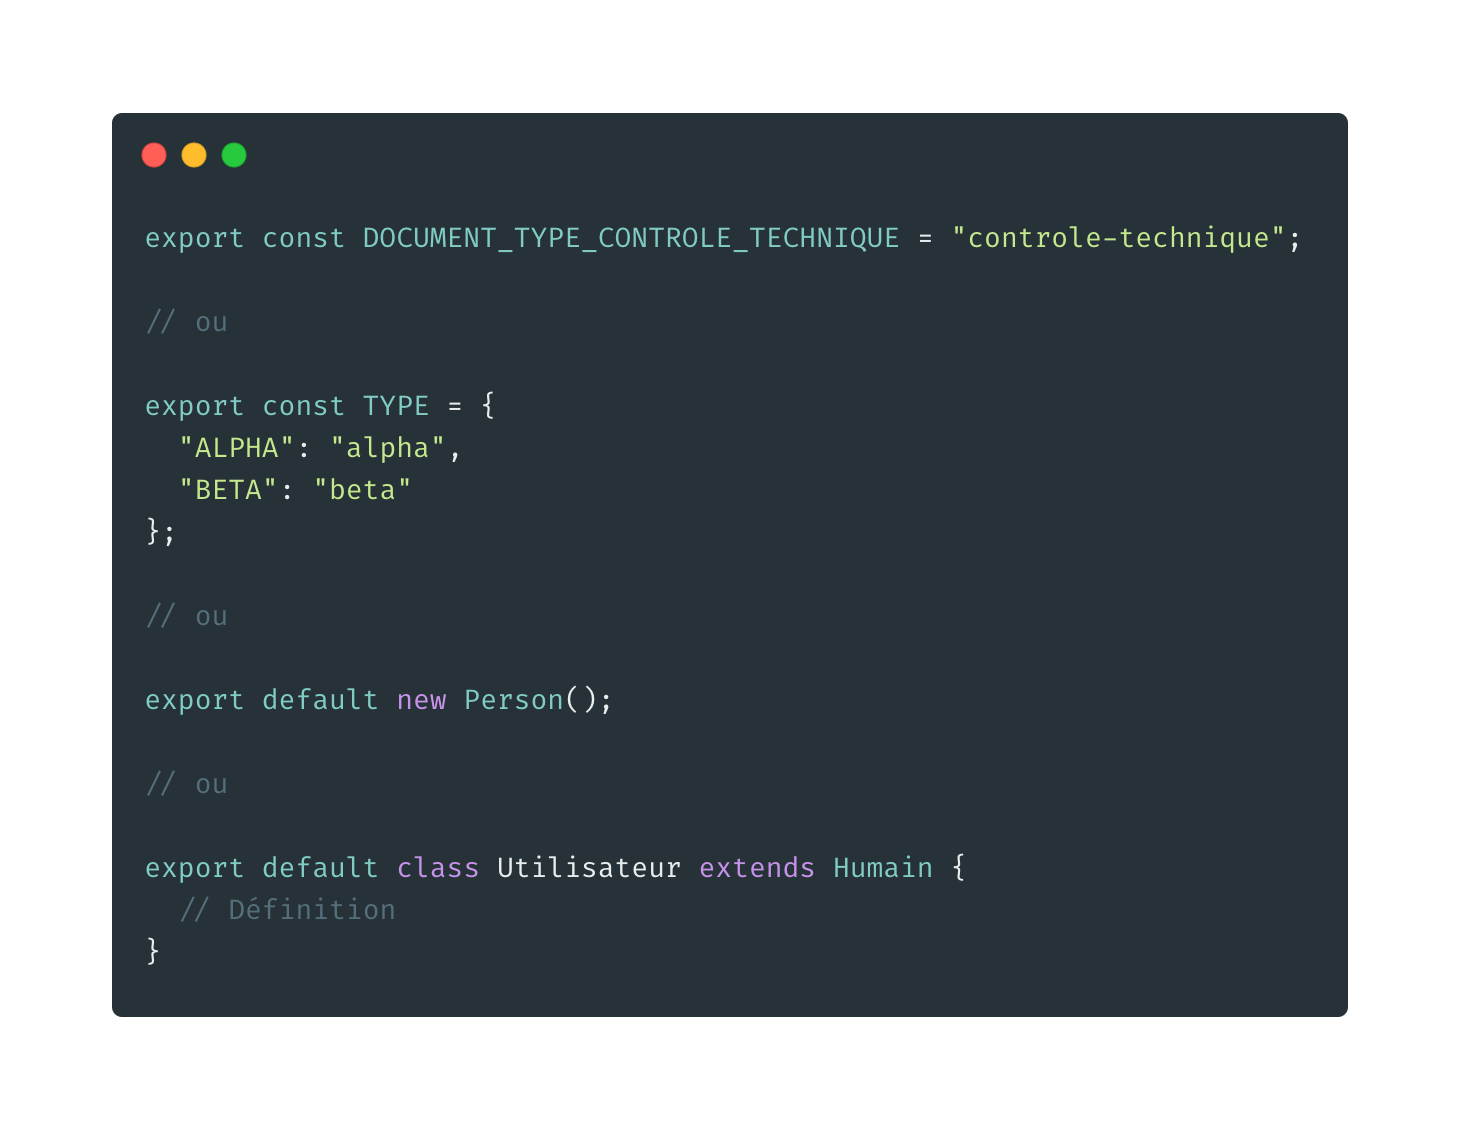 export const DOCUMENT_TYPE_CONTROLE_TECHNIQUE = "controle-technique";
// ou
export const TYPE = {
  "ALPHA": "alpha",
  "BETA": "beta"
};
// ou
export default new Person();
// ou
export default class Utilisateur extends Humain {
  // Définition
}